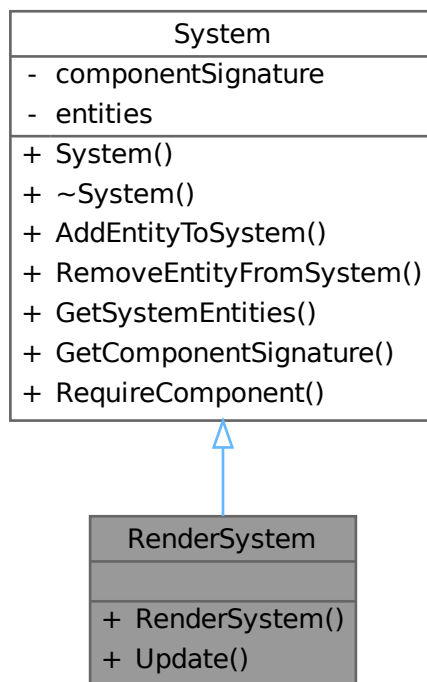 System
- componentSignature
- entities
+ System()
+ ~System()
+ AddEntityToSystem()
+ RemoveEntityFromSystem()
+ GetSystemEntities()
+ GetComponentSignature()
+ RequireComponent()
RenderSystem
+ RenderSystem()
+ Update()